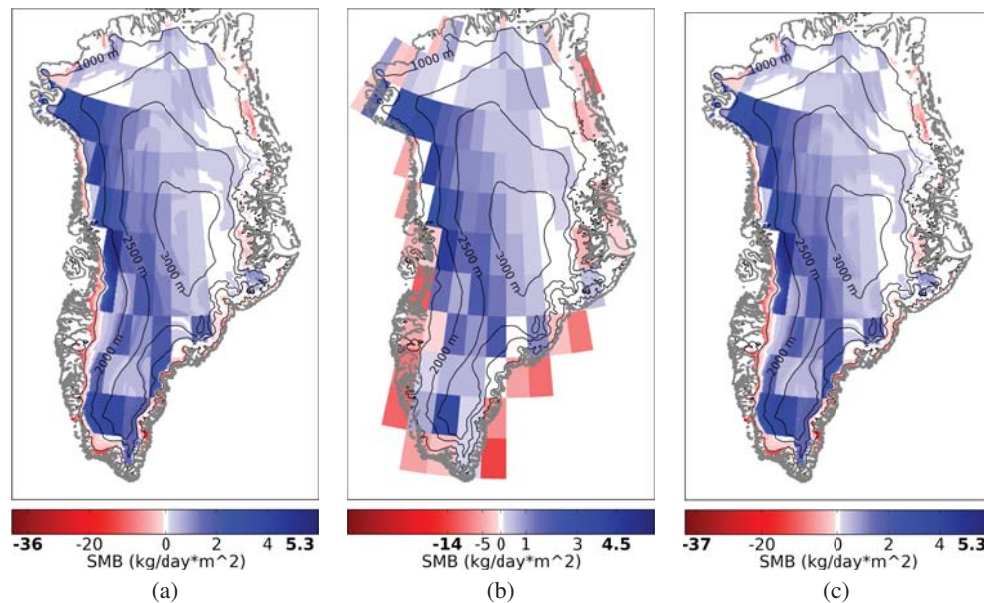 1000 m
2500 m
3000 m
2000 m
-36 -20 0 2 4 5.3
SMB (kg/day*m^2)
(a)
1000 m
2500 m
3000 m
2000 m
-14 -5 0 1 3 4.5
SMB (kg/day*m^2)
(b)
1000 m
2500 m
3000 m
2000 m
-37 -20 0 2 4 5.3
SMB (kg/day*m^2)
(c)